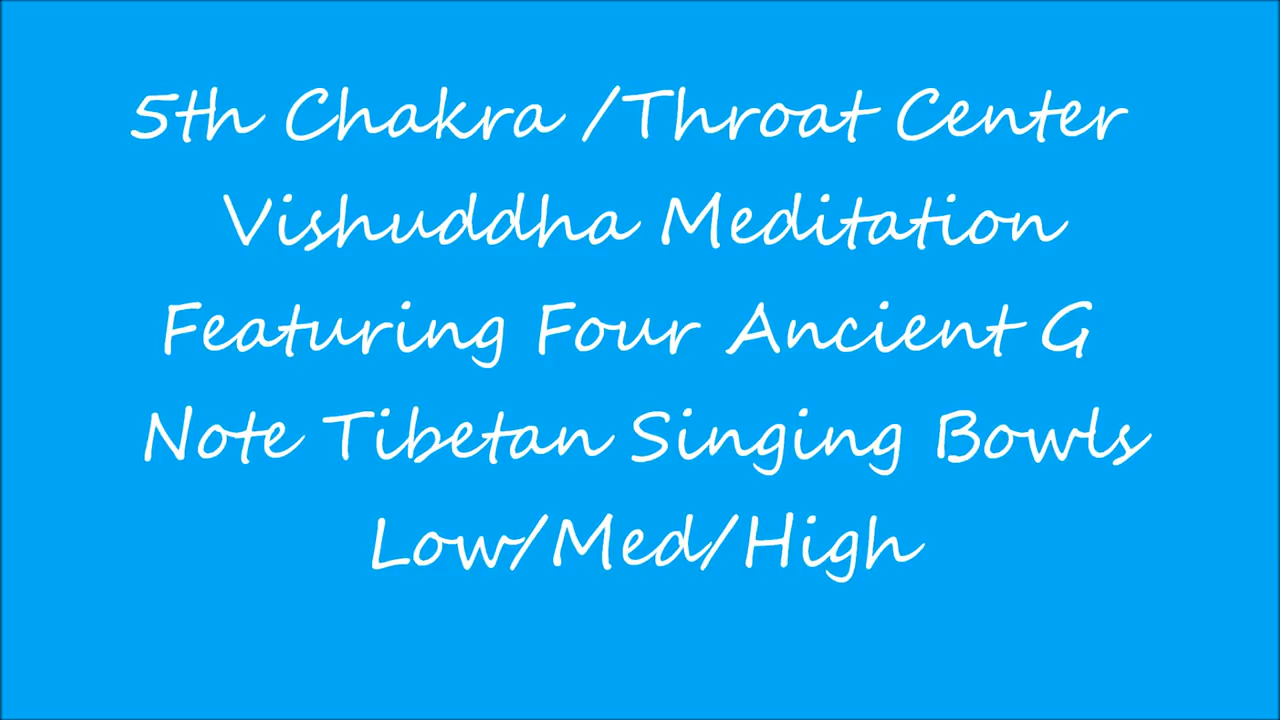 5th Chakra /Throat Center
Vishuddha Meditation
Featuring Four Ancient G
Note Tibetan Singing Bowls
Low/Med/High